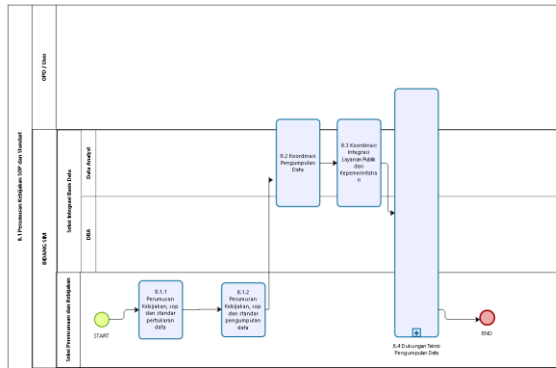 8.1 Perumusan Kebijakan SOP dan Standart
OPD / User
BIDANG SIM
Seksi Integrasi Basis Data
Data Analyst
DBA
Seksi Perencanaan dan Kebijakan
START
8.1.1
Perumusan
Kebijakan, sop
dan standar
pertukaran
data
8.1.2
Perumusan
Kebijakan, sop
dan standar
pengumpulan
data
8.2 Koordinasi
Pengumpulan
Data
8.3 Koordinasi
Integrasi
Layanan Publik
dan
Kepemerintaha
n
8.4 Dukungan Teknis
Pengumpulan Data
END